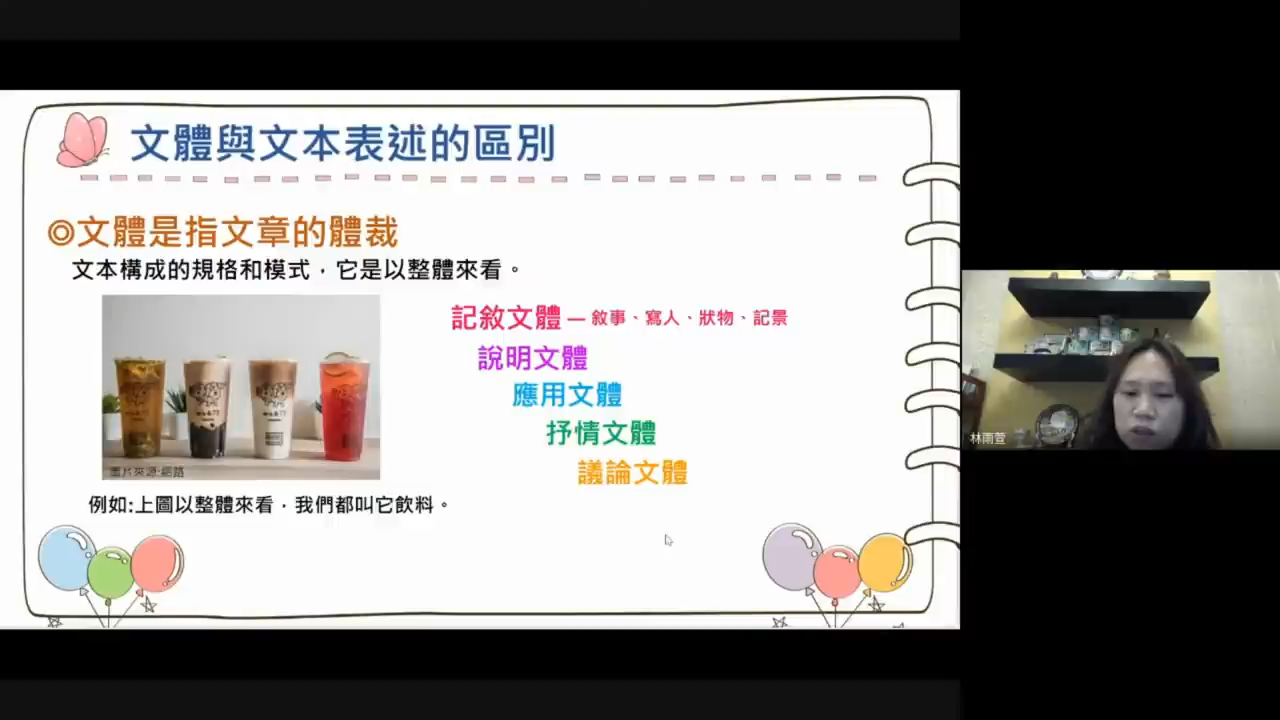 文體與文本表述的區別
◎文體是指文章的體裁
文本構成的規格和模式，它是以整體來看。
記敘文體 — 敘事、寫人、狀物、記景
說明文體
應用文體
抒情文體
議論文體
圖片來源:網路
例如:上圖以整體來看，我們都叫它飲料。
林雨萱